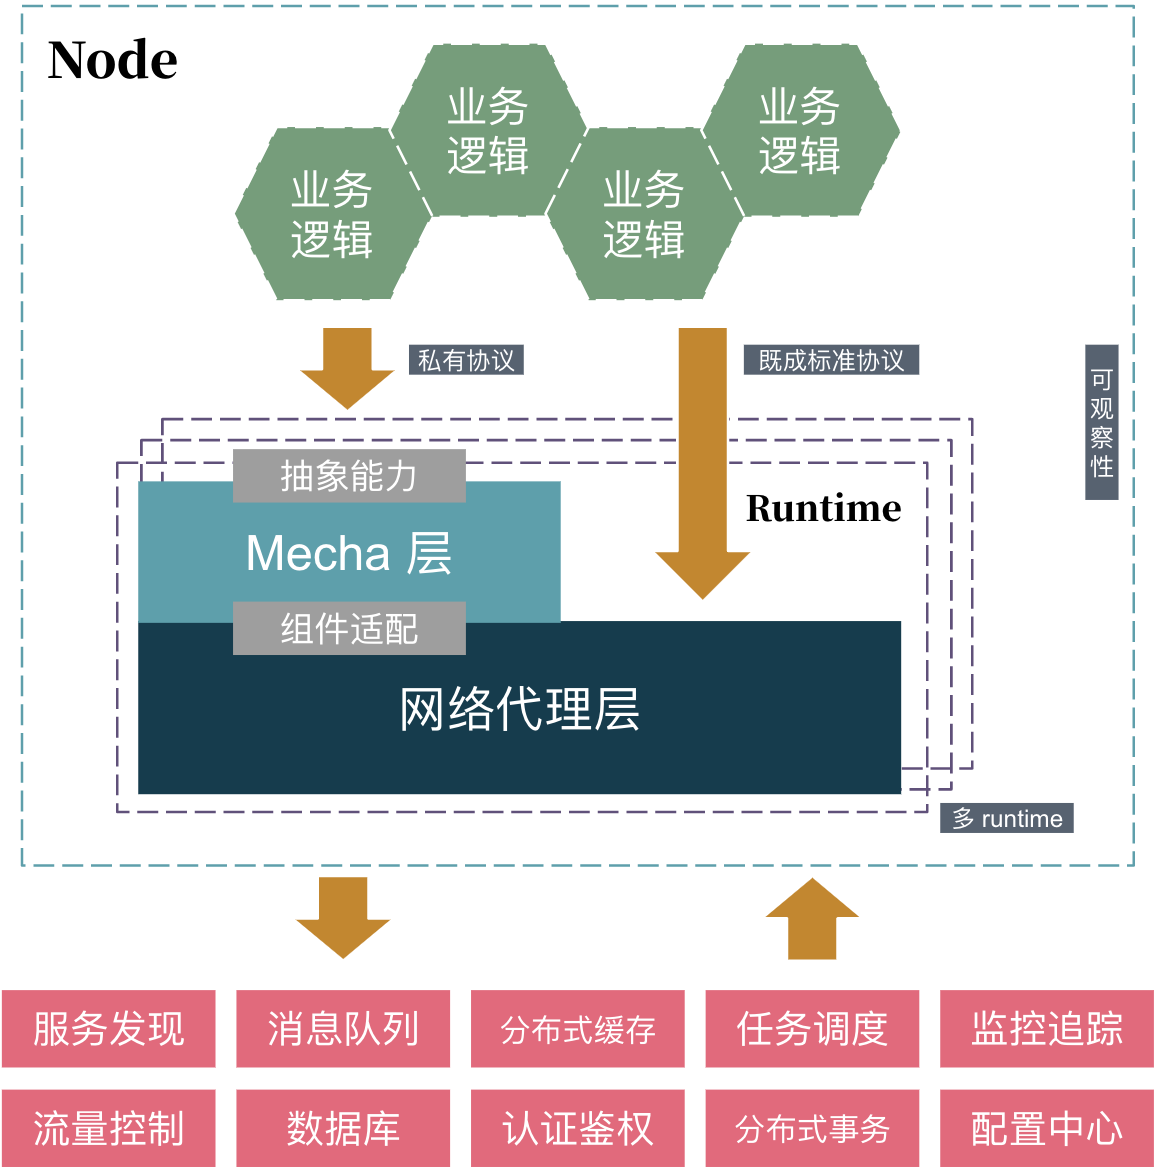 Node
业务
逻辑
业务
逻辑
业务
逻辑
业务
逻辑
私有协议
既成标准协议
可
观
察
性
抽象能力
Runtime
Mecha 层
组件适配
网络代理层
多 runtime
服务发现
消息队列
分布式缓存
任务调度
监控追踪
流量控制
数据库
认证鉴权
分布式事务
配置中心